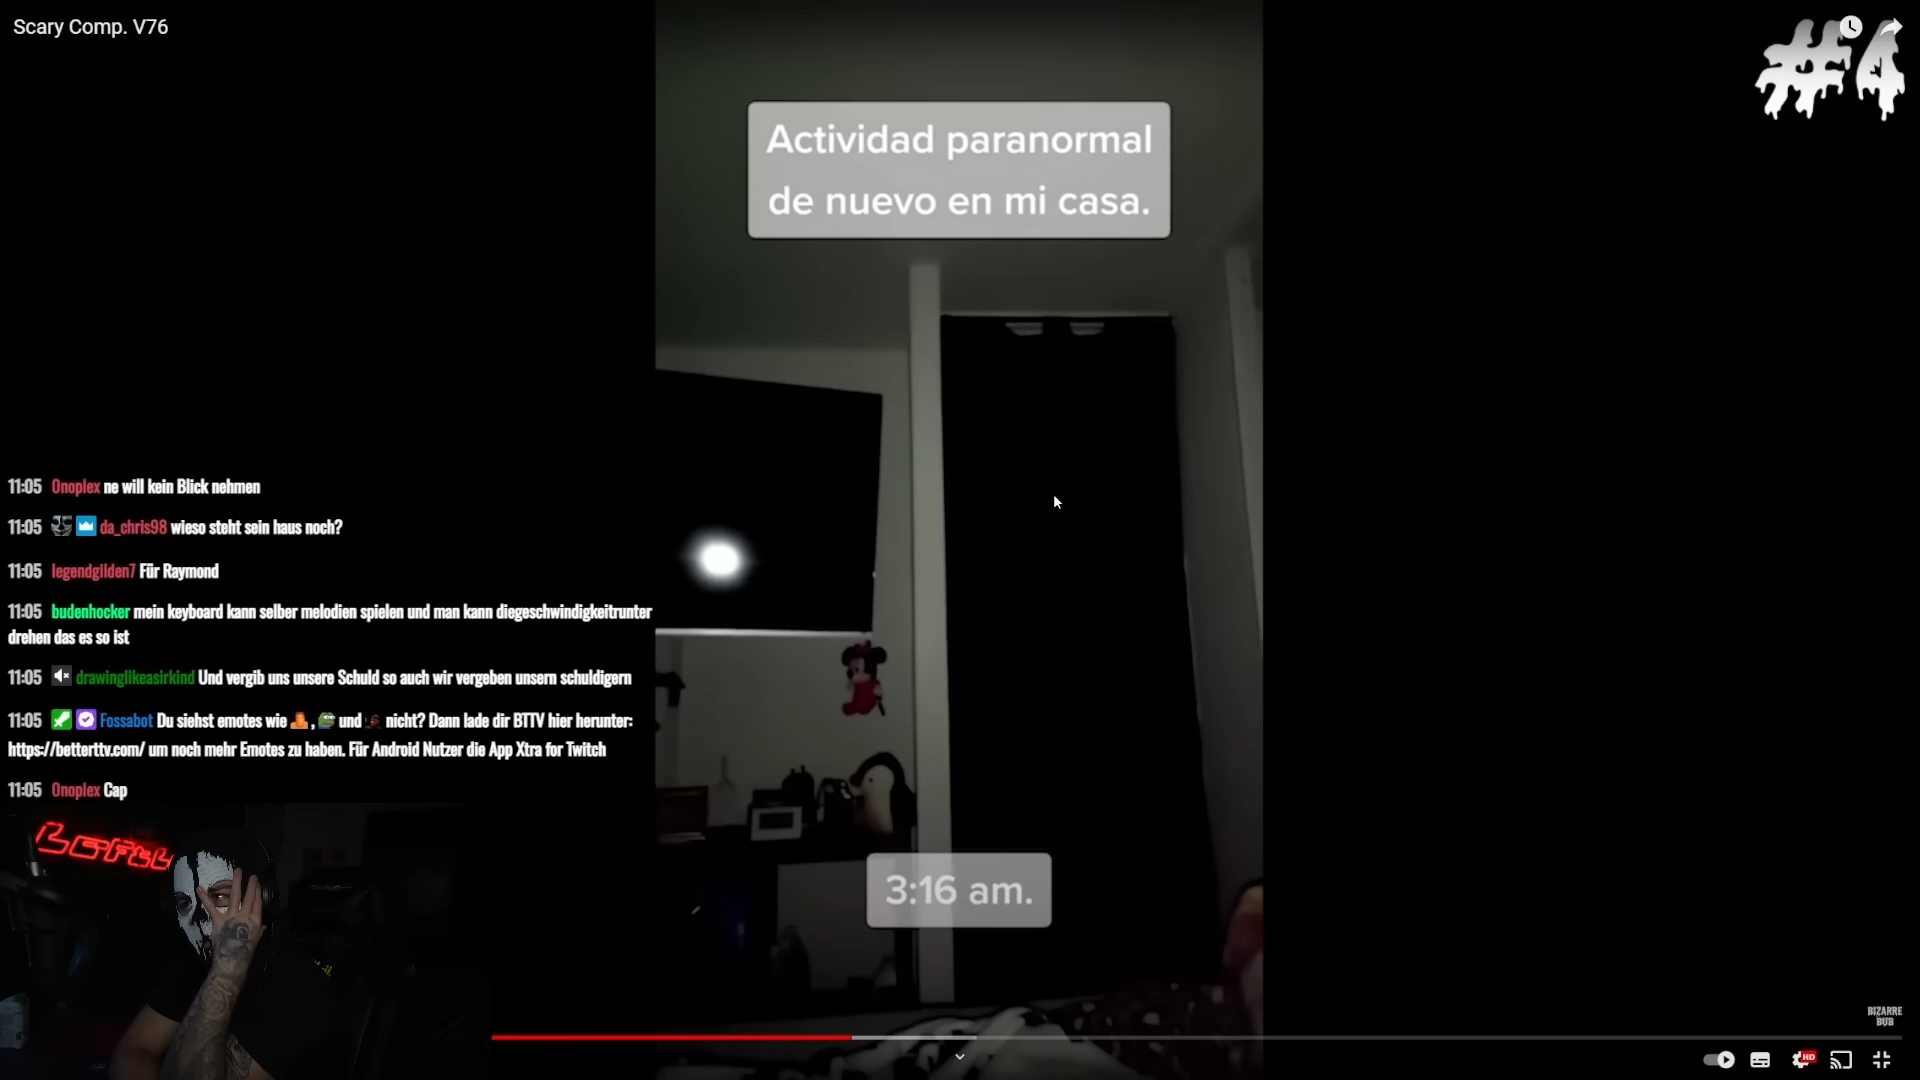 Scary Comp. V76
#4
Actividad paranormal
de nuevo en mi casa.
11:05 Onoplex ne will kein Blick nehmen
11:05 da_chris98 wieso steht sein haus noch?
11:05 legendgilden7 Für Raymond
11:05 budenhocker mein keyboard kann selber melodien spielen und man kann diegeschwindigkeitrunter
drehen das es so ist
11:05 drawinglikeasirkind Und vergib uns unsere Schuld so auch wir vergeben unsern schuldigern
11:05 Fossabot Du siehst emotes wie , und nicht? Dann lade dir BTTV hier herunter:
https://betterttv.com/ um noch mehr Emotes zu haben. Für Android Nutzer die App Xtra for Twitch
11:05 Onoplex Cap
3:16 am.
BIZARRE
BUB
HD